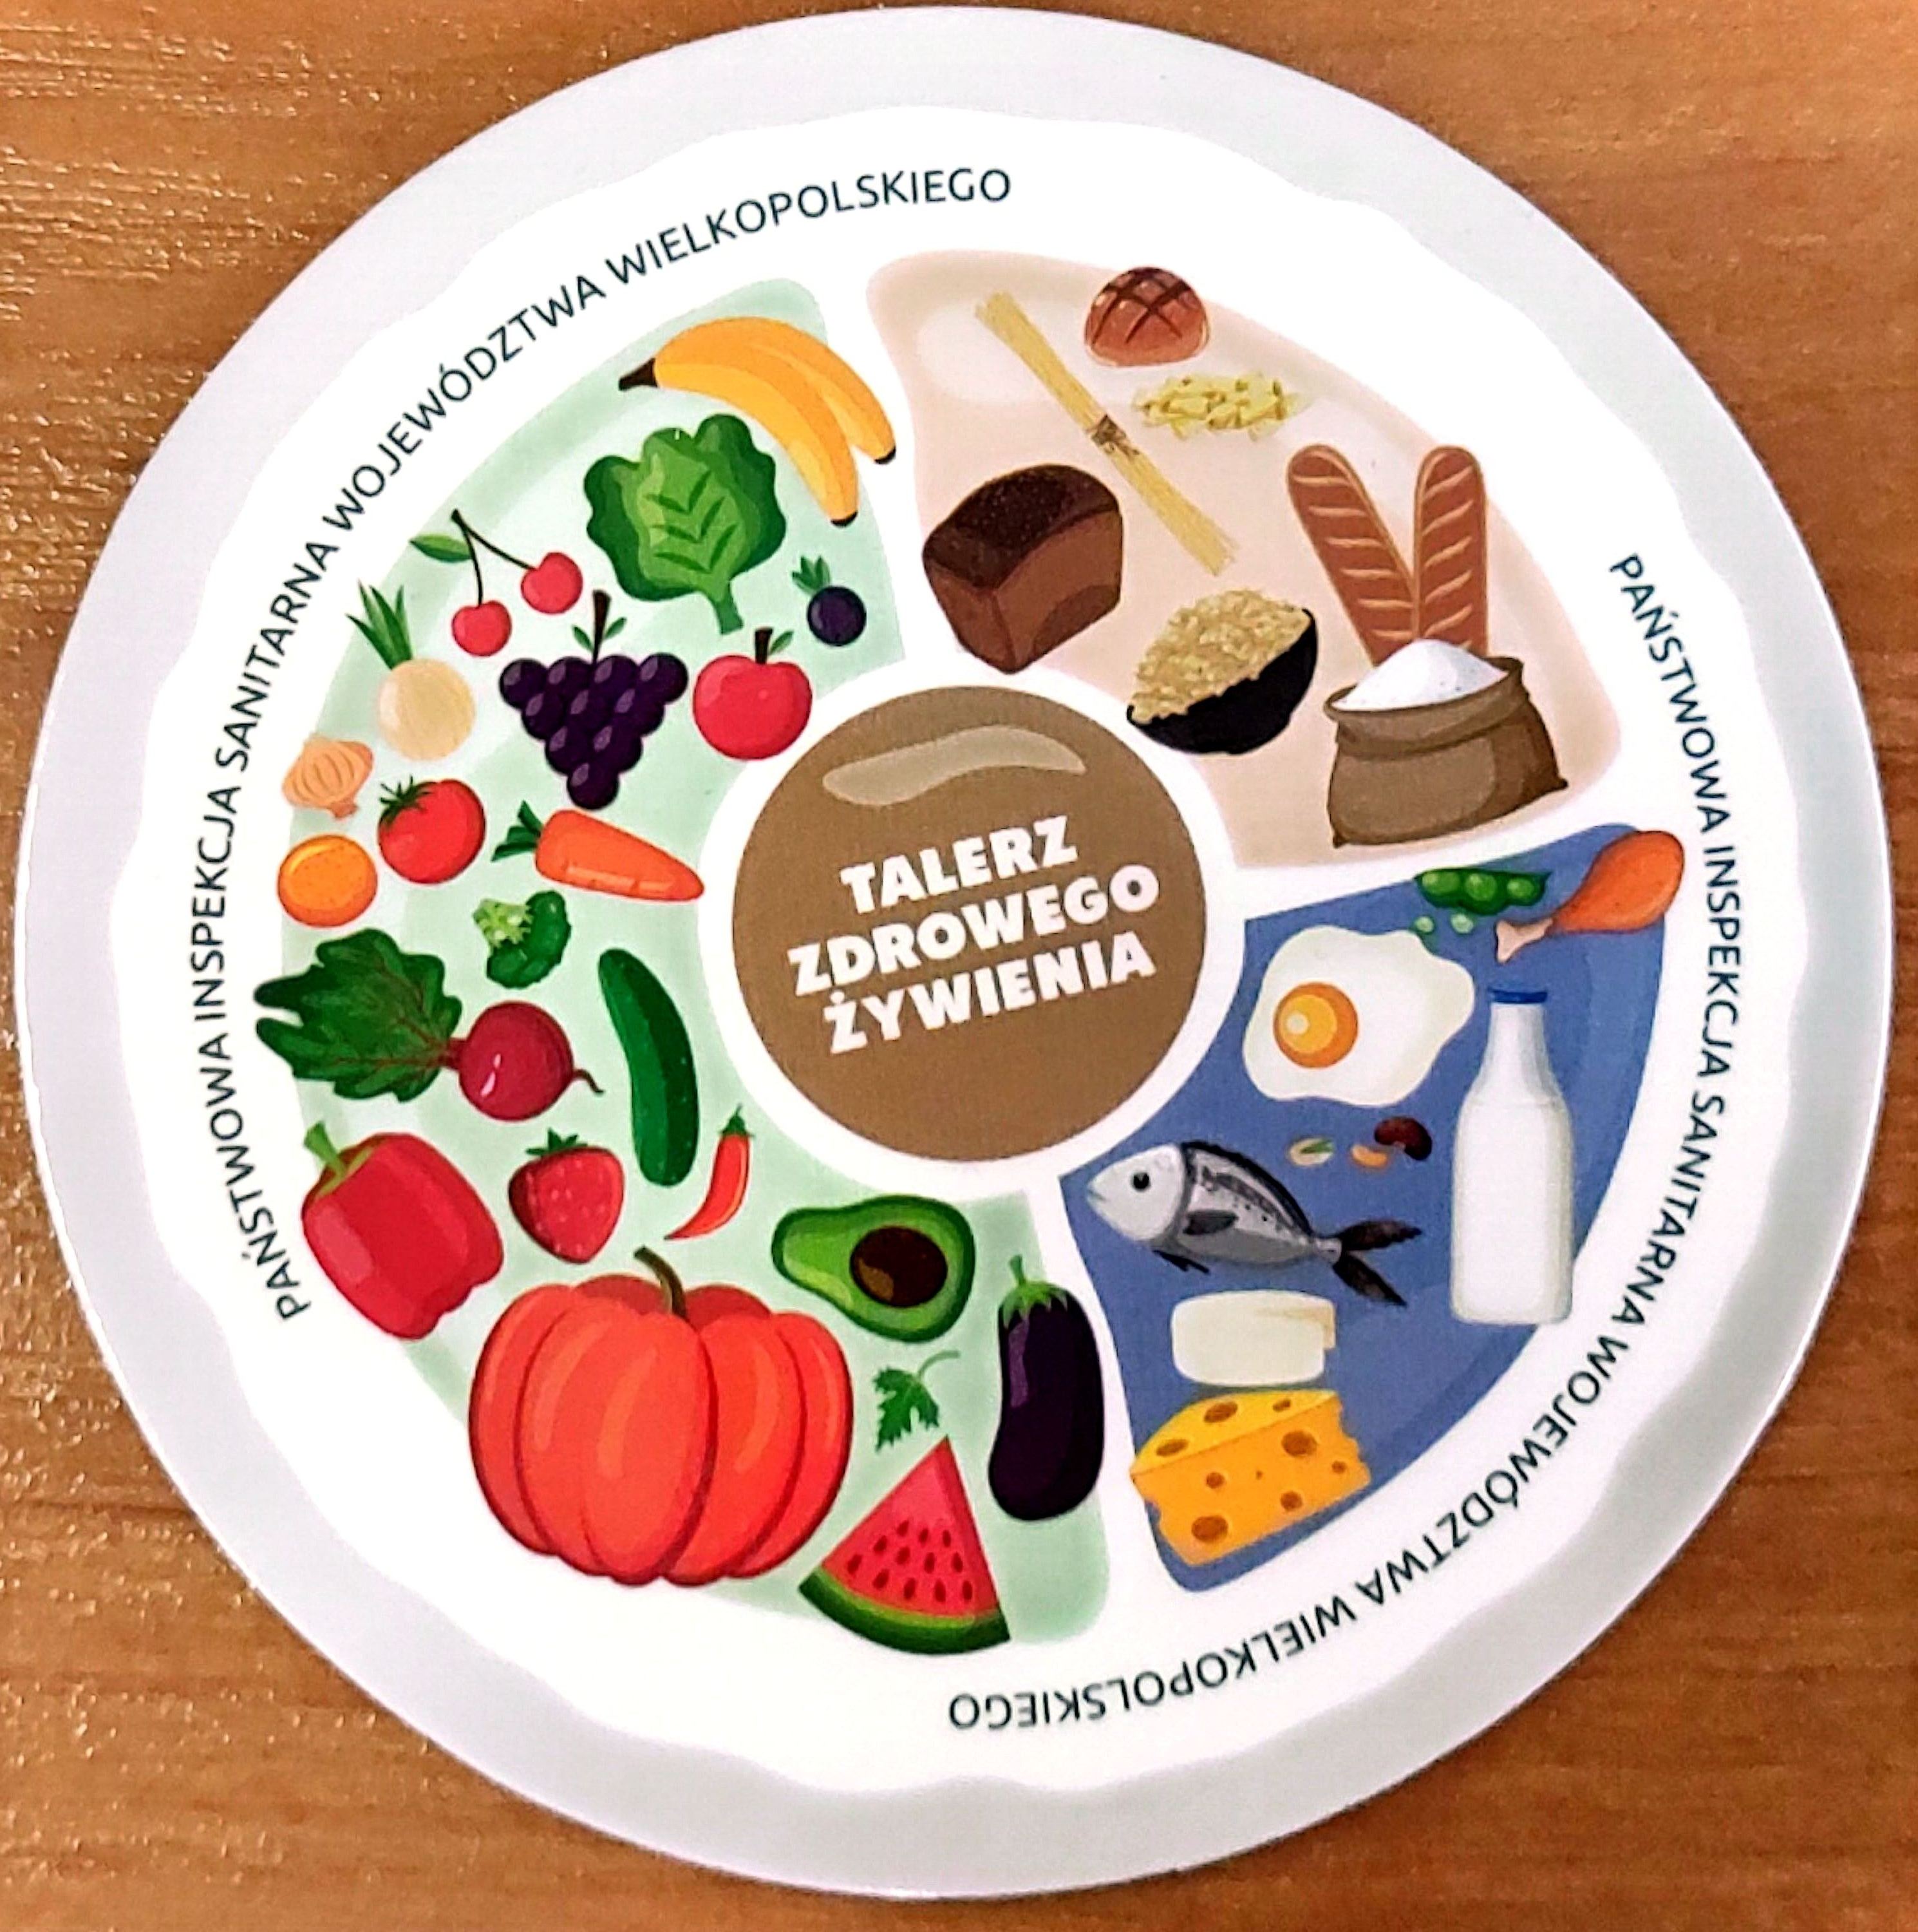 PAŃSTWOWA INSPEKCJA SANITARNA WOJEWÓDZTWA WIELKOPOLSKIEGO
TALERZ
ZDROWEGO
ŻYWIENIA
PAŃSTWOWA INSPEKCJA SANITARNA WOJEWÓDZTWA WIELKOPOLSKIEGO